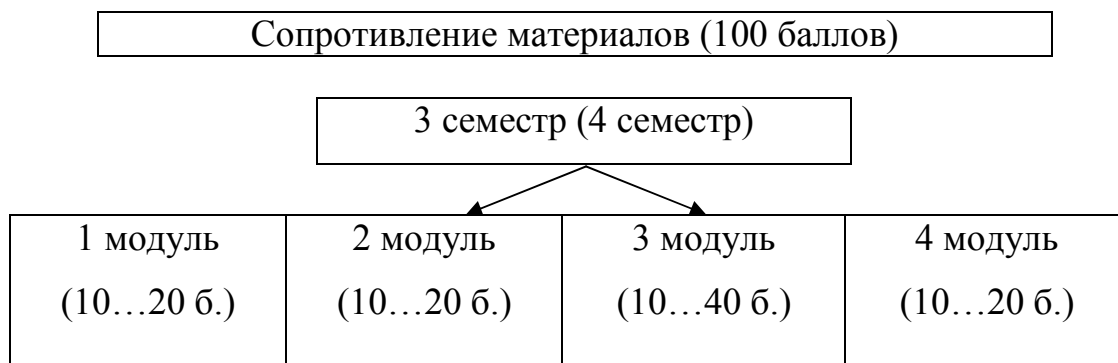 Сопротивление материалов (100 баллов)
3 семестр (4 семестр)
1 модуль
(10…20 б.)
2 модуль
(10…20 б.)
3 модуль
(10…40 б.)
4 модуль
(10…20 б.)